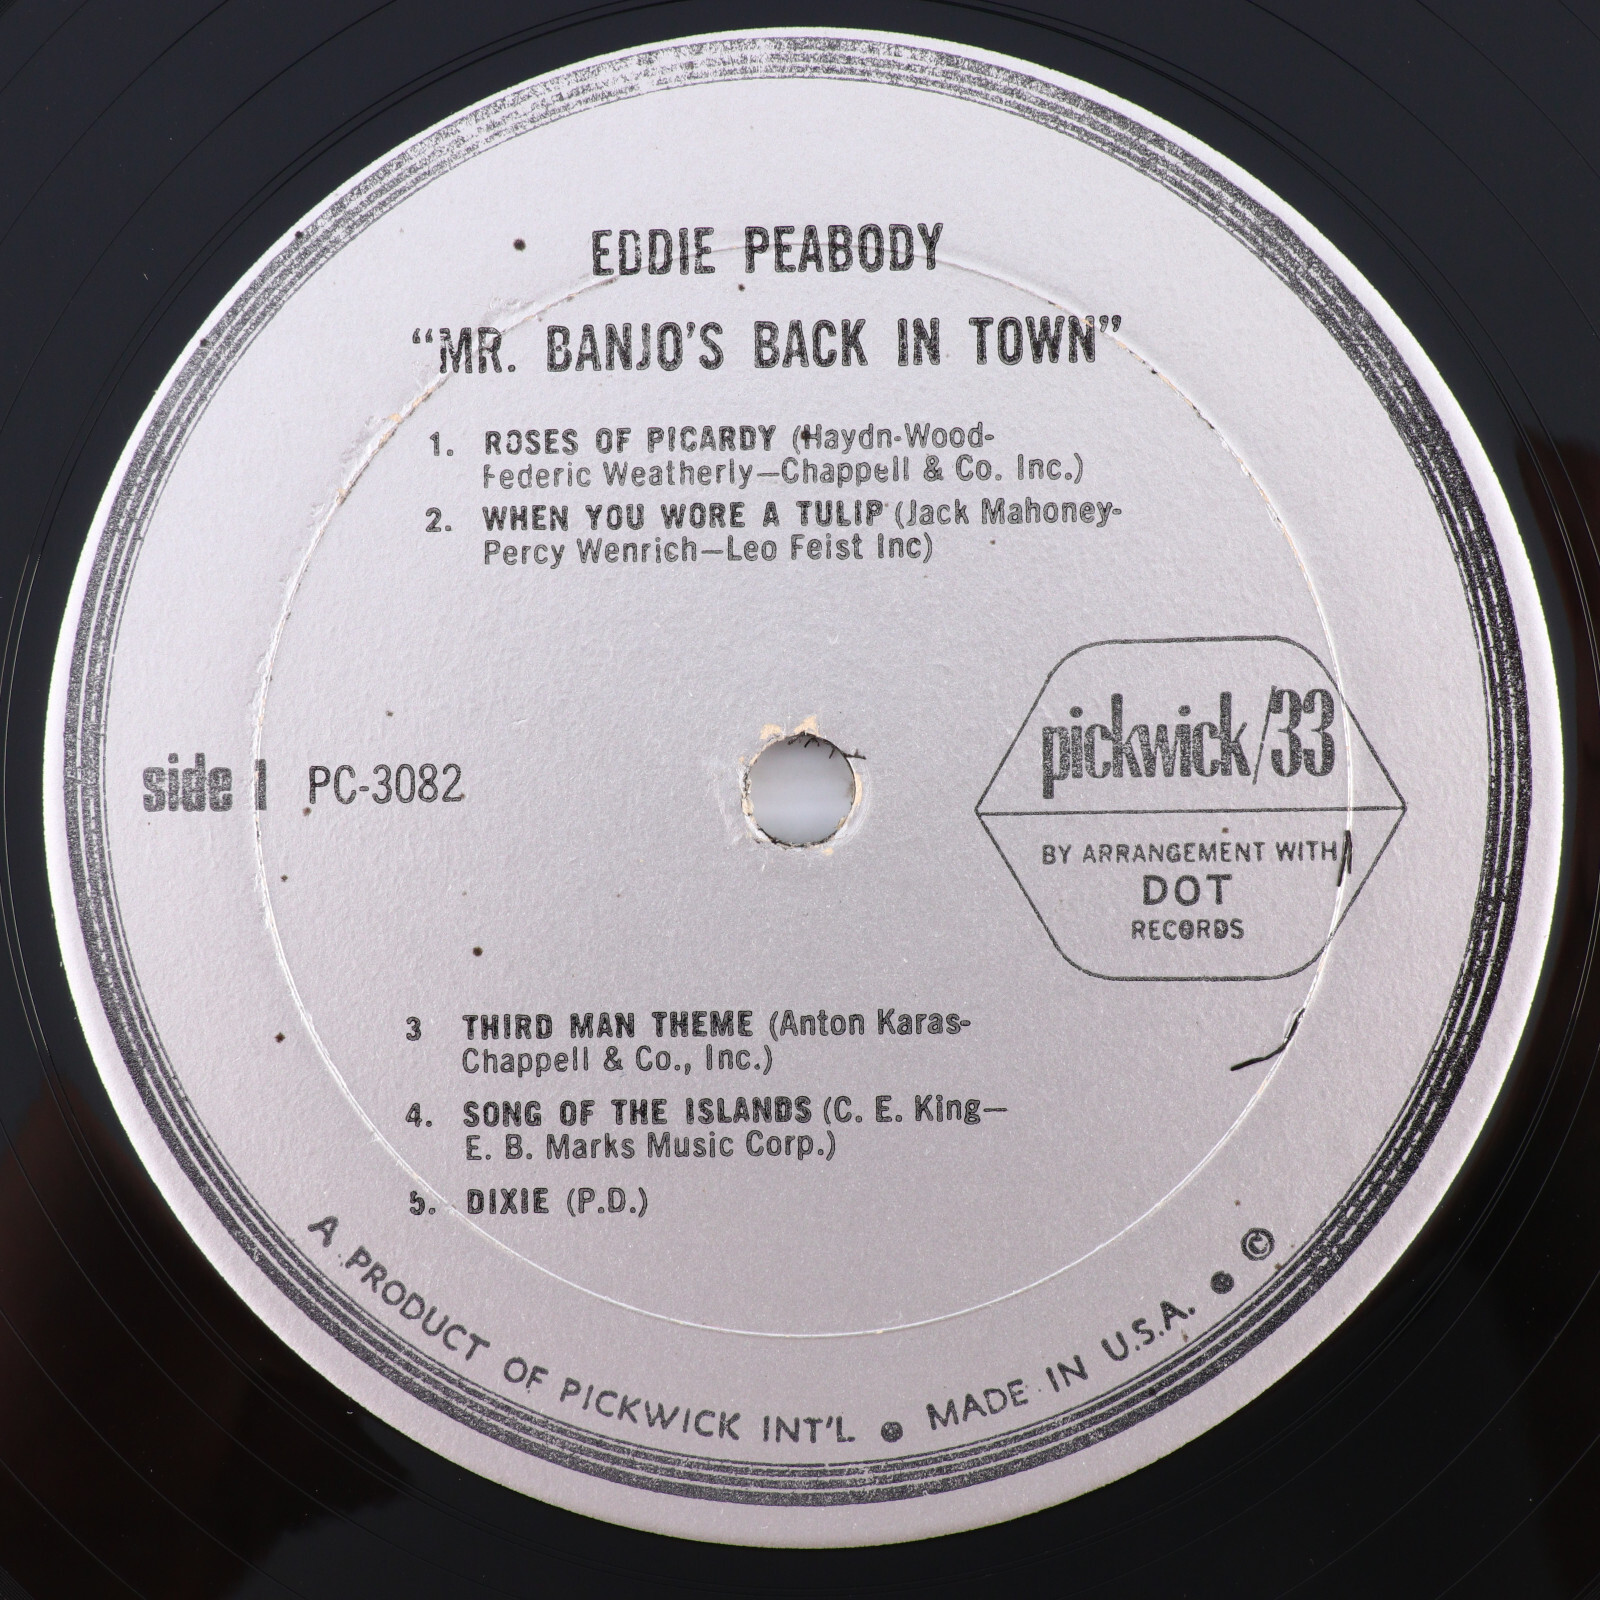 EDDIE PEABODY
“MR. BANJO’S BACK IN TOWN”
1. ROSES OF PICARDY (Haydn-Wood-
Federic Weatherly—Chappell & Co. Inc.)
2. WHEN YOU WORE A TULIP (Jack Mahoney-
Percy Wenrich—Leo Feist Inc)
side 1 PC-3082
pickwick/33
BY ARRANGEMENT WITH
DOT
RECORDS
3 THIRD MAN THEME (Anton Karas-
Chappell & Co., Inc.)
4. SONG OF THE ISLANDS (C. E. King—
E. B. Marks Music Corp.)
5. DIXIE (P.D.)
A PRODUCT OF PICKWICK INT'L ● MADE IN U.S.A. ● ©